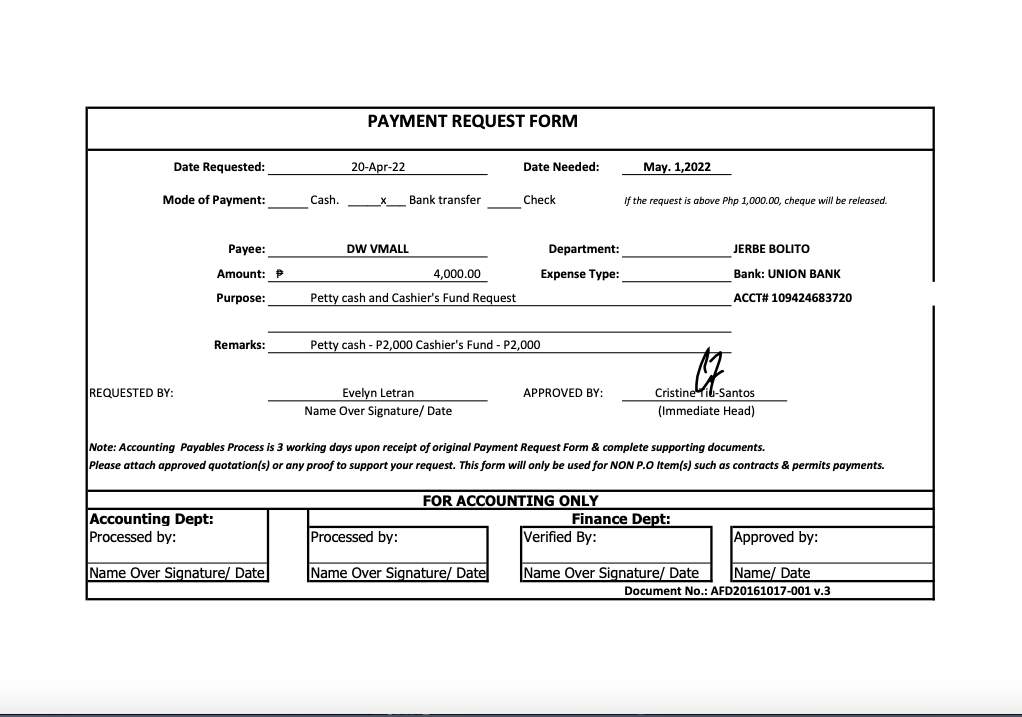 PAYMENT REQUEST FORM
Date Requested: 20-Apr-22 Date Needed: May. 1,2022
Mode of Payment: ______ Cash. _____x___ Bank transfer _____ Check If the request is above Php 1,000.00, cheque will be released.
Payee: DW VMALL Department: JERBE BOLITO
Amount: ₱ 4,000.00 Expense Type: Bank: UNION BANK
Purpose: Petty cash and Cashier's Fund Request ACCT# 109424683720
Remarks: Petty cash - P2,000 Cashier's Fund - P2,000
REQUESTED BY: Evelyn Letran APPROVED BY: Cristine Tiu-Santos
Name Over Signature/ Date (Immediate Head)
Note: Accounting Payables Process is 3 working days upon receipt of original Payment Request Form & complete supporting documents.
Please attach approved quotation(s) or any proof to support your request. This form will only be used for NON P.O Item(s) such as contracts & permits payments.
FOR ACCOUNTING ONLY
Accounting Dept: Finance Dept:
Processed by: Processed by: Verified By: Approved by:
Name Over Signature/ Date Name Over Signature/ Date Name Over Signature/ Date Name/ Date
Document No.: AFD20161017-001 v.3